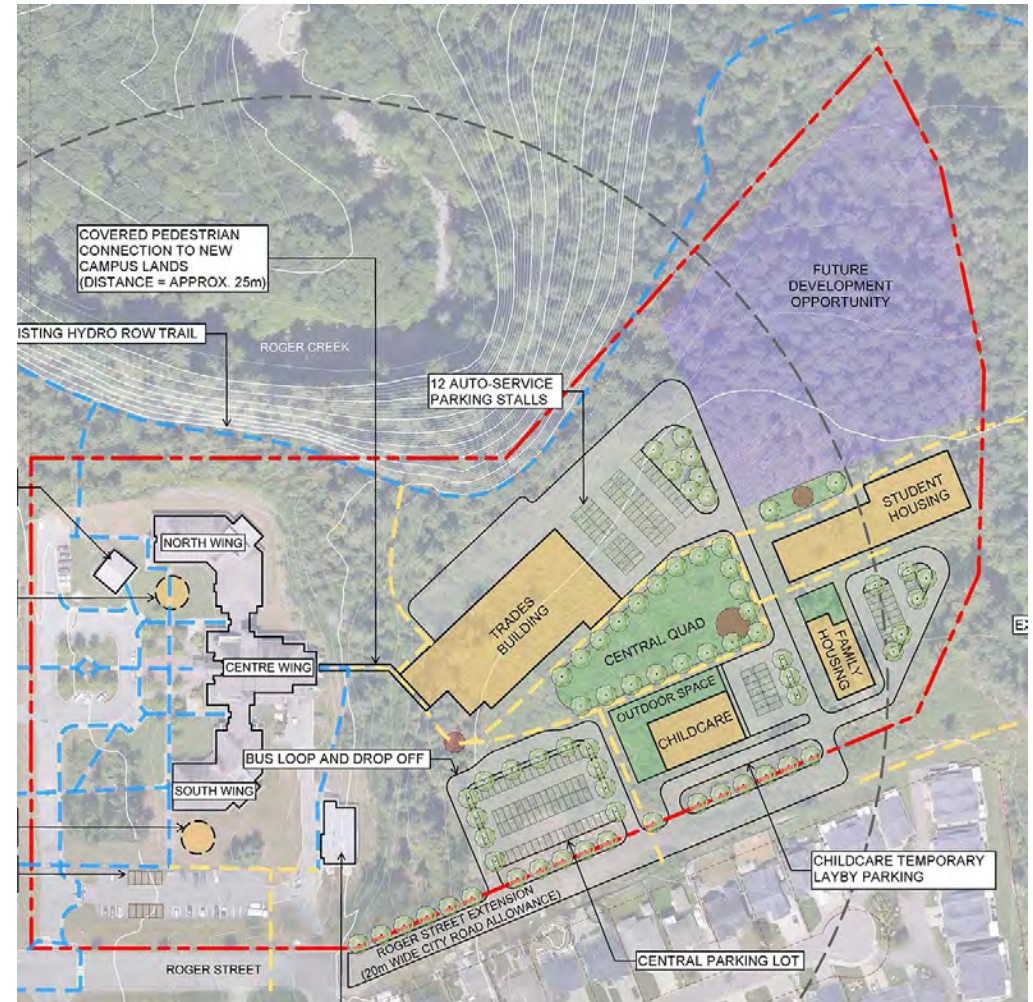 COVERED PEDESTRIAN
CONNECTION TO NEW
CAMPUS LANDS
(DISTANCE = APPROX. 25m)
FUTURE
DEVELOPMENT
OPPORTUNITY
ISTING HYDRO ROW TRAIL
ROGER CREEK
12 AUTO-SERVICE
PARKING STALLS
STUDENT
HOUSING
NORTH WING
TRADES
BUILDING
CENTRAL QUAD
FAMILY
HOUSING
CENTRE WING
OUTDOOR SPACE
CHILDCARE
BUS LOOP AND DROP OFF
SOUTH WING
CHILDCARE TEMPORARY
LAYBY PARKING
ROGER STREET EXTENSION
(20m WIDE CITY ROAD ALLOWANCE)
CENTRAL PARKING LOT
ROGER STREET